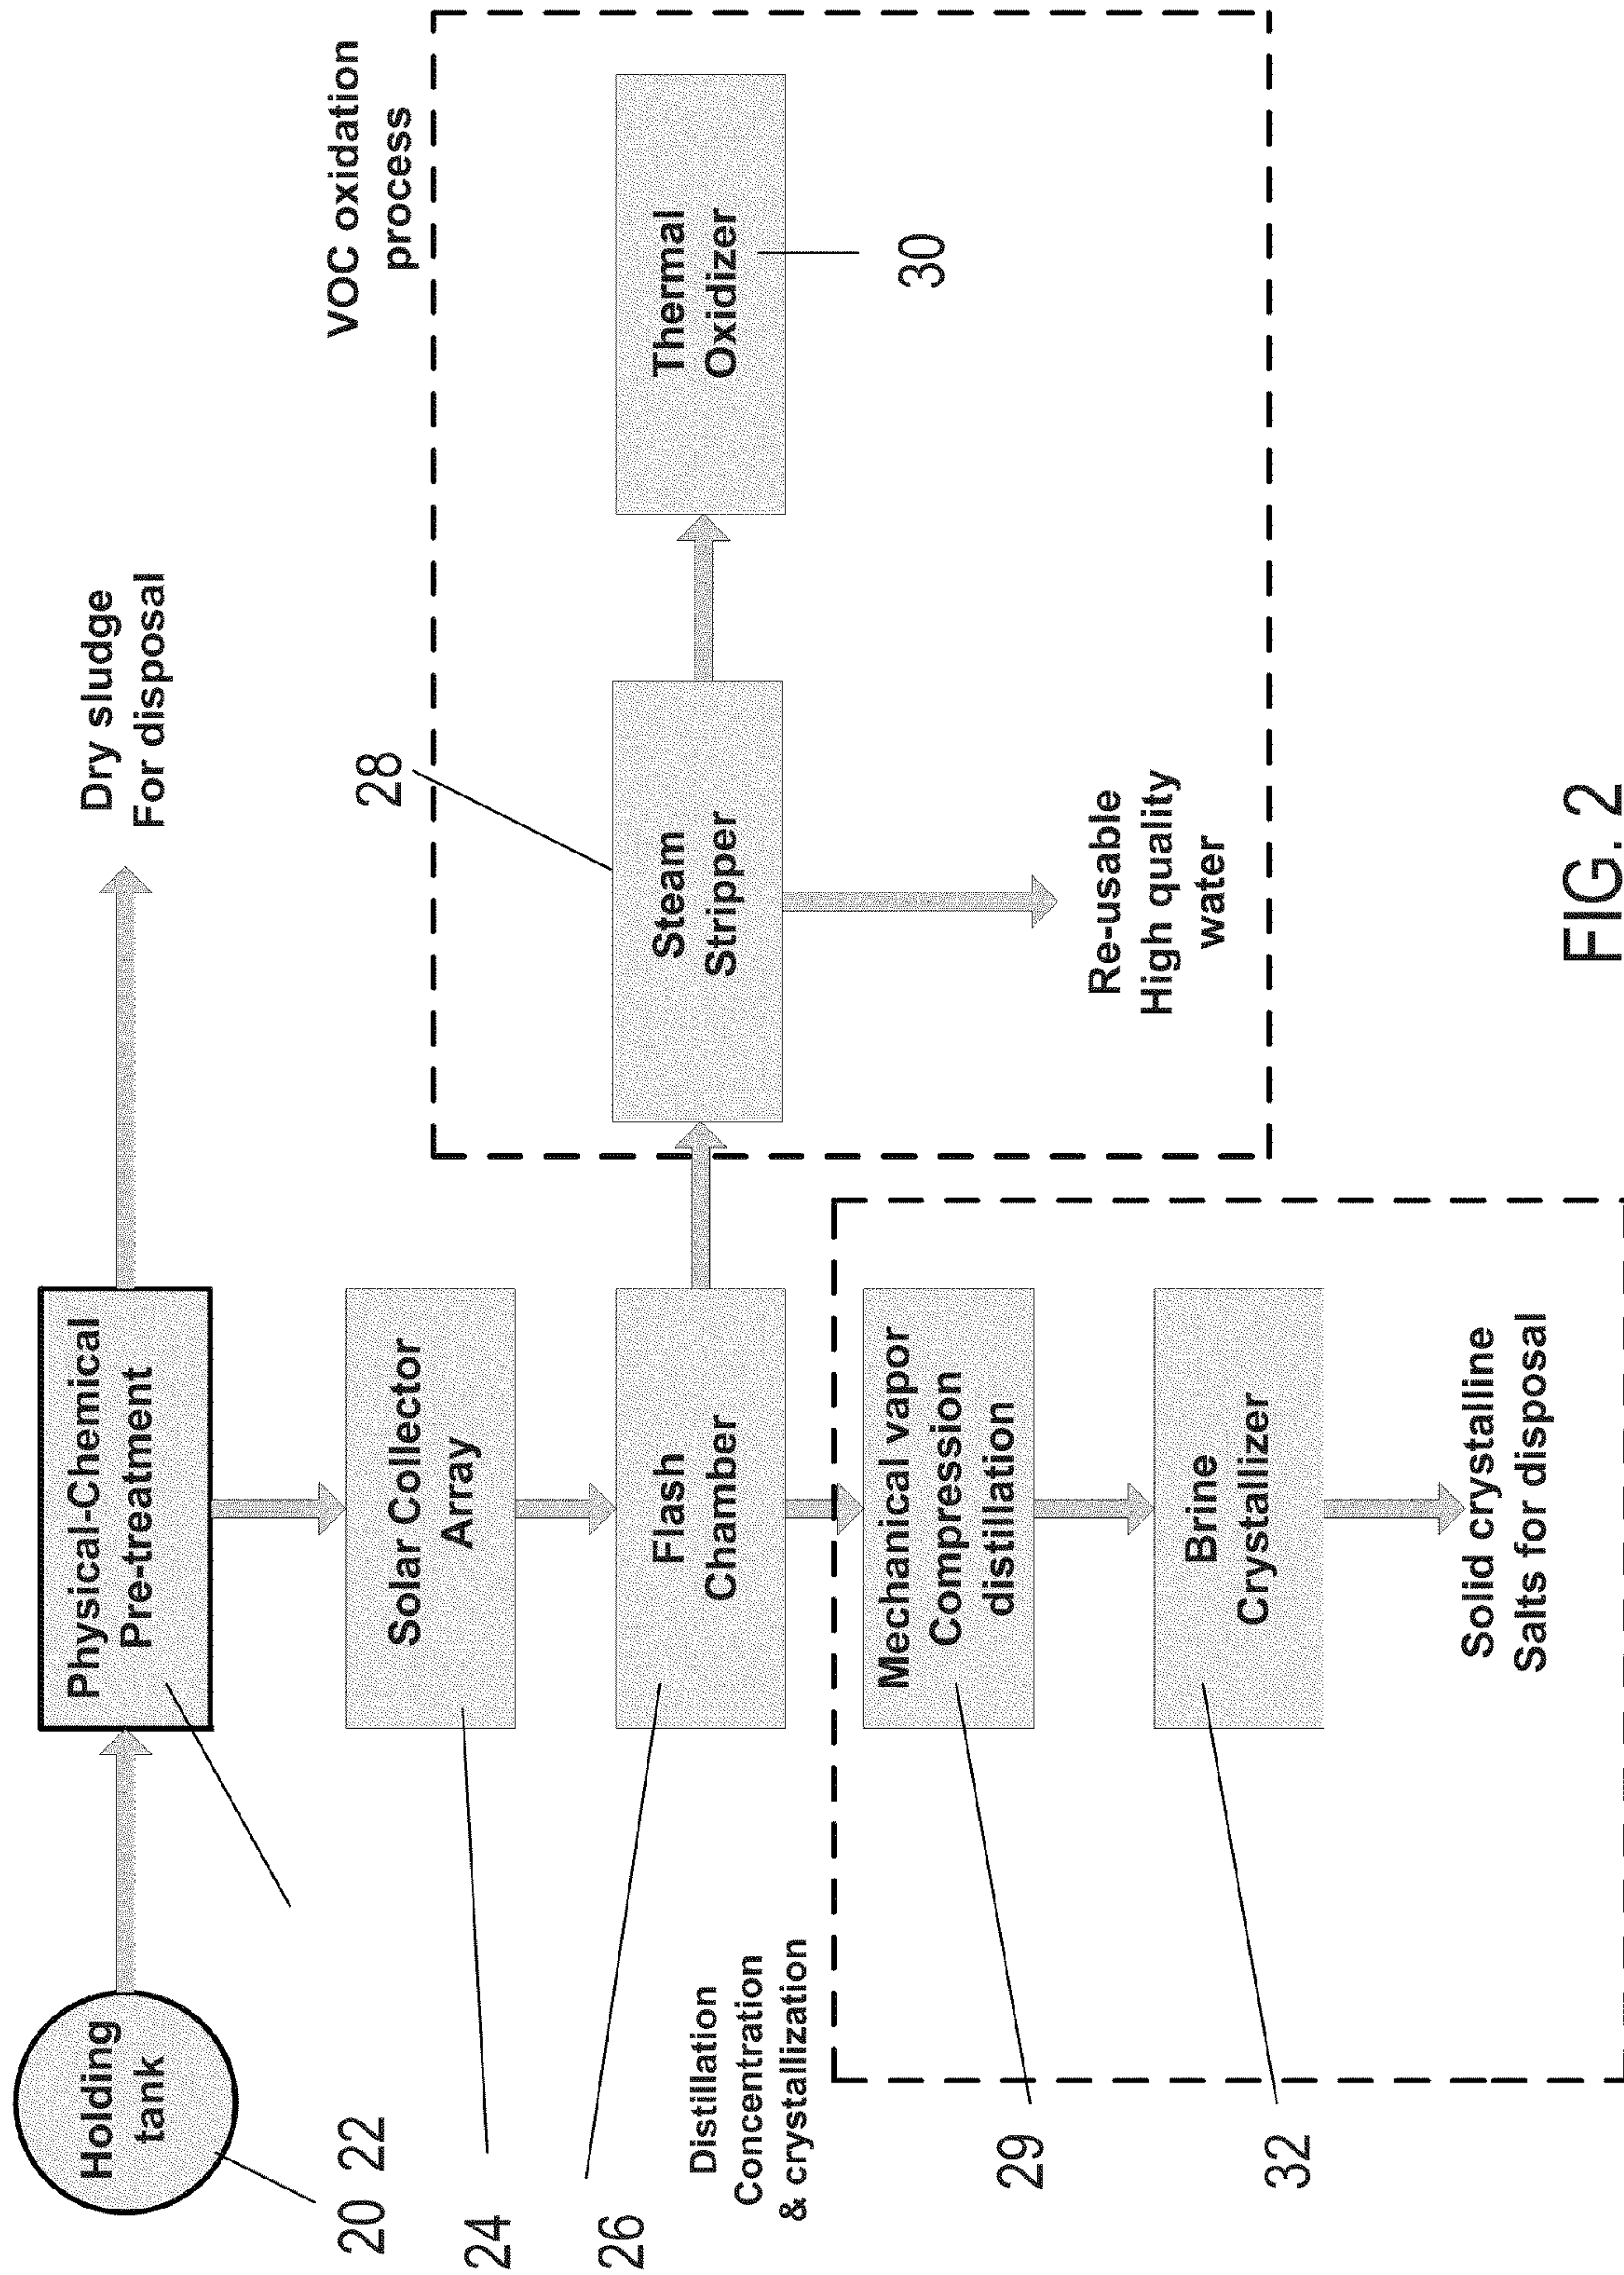 Holding
tank
20
Physical-Chemical
Pre-treatment
22
Dry sludge
For disposal
Solar Collector
Array
24
Flash
Chamber
26
VOC oxidation
process
Steam
Stripper
28
Thermal
Oxidizer
30
Re-usable
High quality
water
Distillation
Concentration
& crystallization
Mechanical vapor
Compression
distillation
29
Brine
Crystallizer
32
Solid crystalline
Salts for disposal
FIG. 2